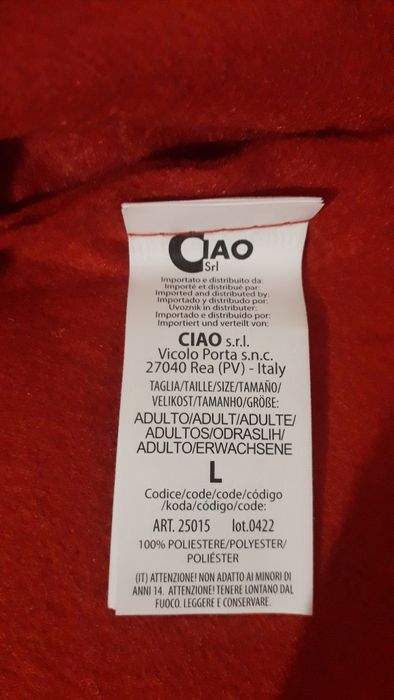 CIAO
Srl
Importato e distribuito da:
Importé et distribué par:
Imported and distributed by:
Importado y distribuido por:
Uvoznik in distributer:
Importado e distribuido por:
Importiert und verteilt von:
CIAO s.r.l.
Vicolo Porta s.n.c.
27040 Rea (PV) - Italy
TAGLIA/TAILLE/SIZE/TAMAÑO/
VELIKOST/TAMANHO/GRÖßE:
ADULTO/ADULT/ADULTE/
ADULTOS/ODRASLIH/
ADULTO/ERWACHSENE
L
Codice/code/code/código
/koda/código/code:
ART. 25015 lot.0422
100% POLIESTERE/POLYESTER/
POLIÉSTER
(IT) ATTENZIONE! NON ADATTO AI MINORI DI
ANNI 14. ATTENZIONE! TENERE LONTANO DAL
FUOCO. LEGGERE E CONSERVARE.